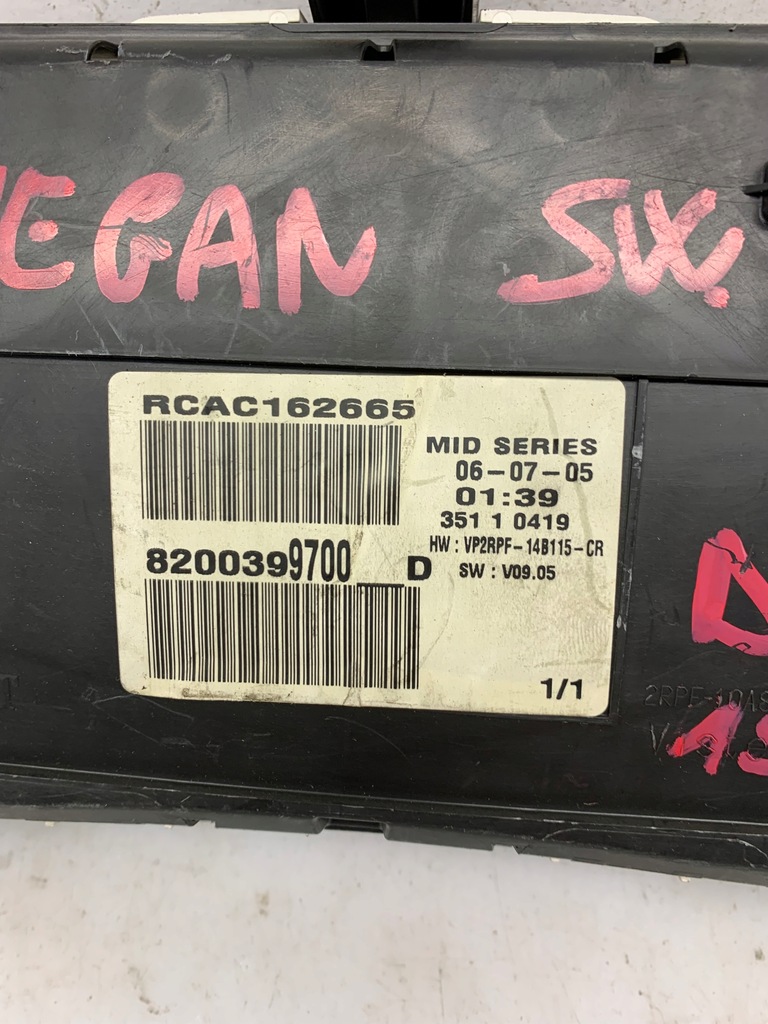 EGAN SW
RCAC162665
MID SERIES
06-07-05
01:39
351 1 0419
HW : VP2RPF-14B115-CR
8200399700__D
SW : V09.05
1/1